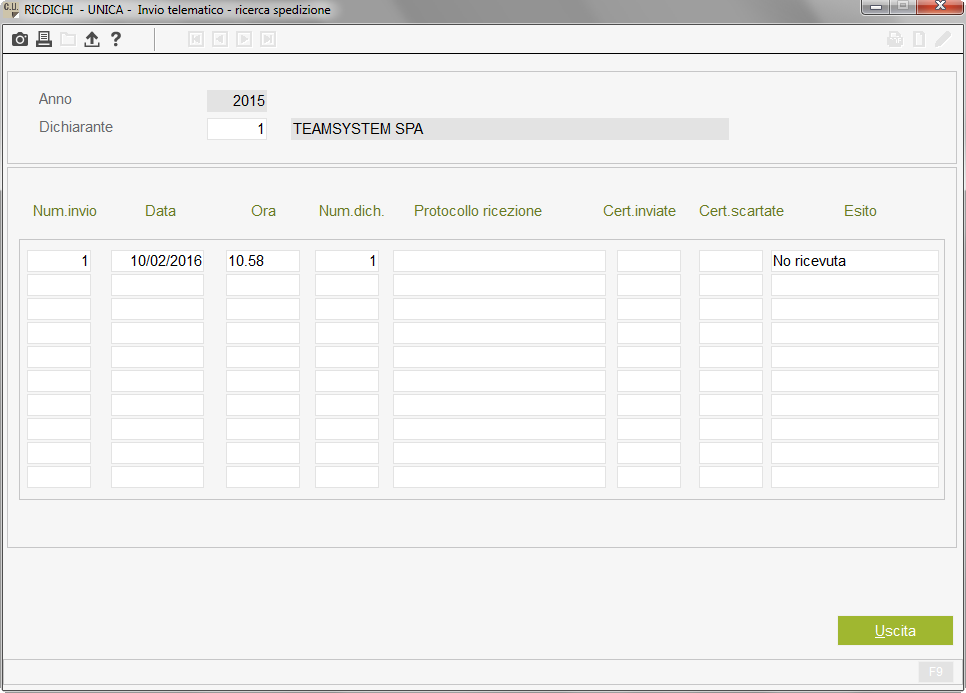 C.U. RICDICHI - UNICA - Invio telematico - ricerca spedizione
?
Anno 2015
Dichiarante 1 TEAMSYSTEM SPA
Num.invio Data Ora Num.dich. Protocollo ricezione Cert.inviate Cert.scartate Esito
1 10/02/2016 10.58 1 No ricevuta
Uscita
F9